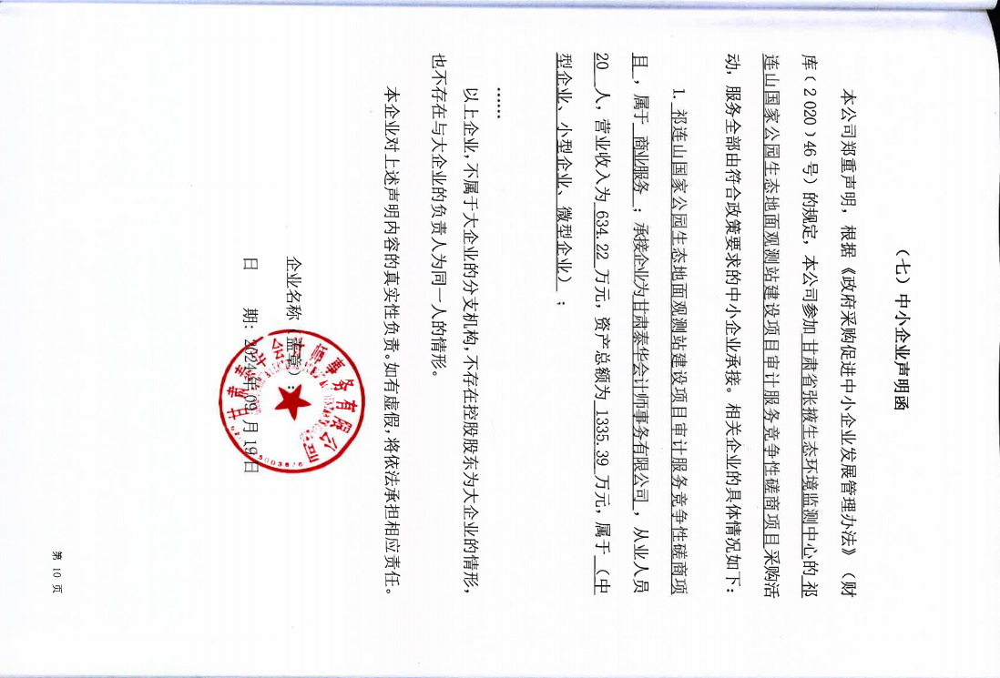 （七）中小企业声明函
本公司郑重声明，根据《政府采购促进中小企业发展管理办法》（财
库﹝2020﹞46 号）的规定，本公司参加 甘肃省张掖生态环境监测中心的 祁
连山国家公园生态地面观测站建设项目审计服务竞争性磋商项目采购活
动，服务全部由符合政策要求的中小企业承接。相关企业的具体情况如下：
1. 祁连山国家公园生态地面观测站建设项目审计服务竞争性磋商项
目，属于 商业服务 ；承接企业为甘肃泰华会计师事务有限公司，从业人员
20 人，营业收入为 634.22 万元，资产总额为 1335.39 万元，属于 （中
型企业、小型企业、微型企业）；
……
以上企业，不属于大企业的分支机构，不存在控股股东为大企业的情形，
也不存在与大企业的负责人为同一人的情形。
本企业对上述声明内容的真实性负责。如有虚假，将依法承担相应责任。
企业名称（盖章）：
日 期：2024年09月19日
甘肃泰华会计师事务有限公司
第 10 页